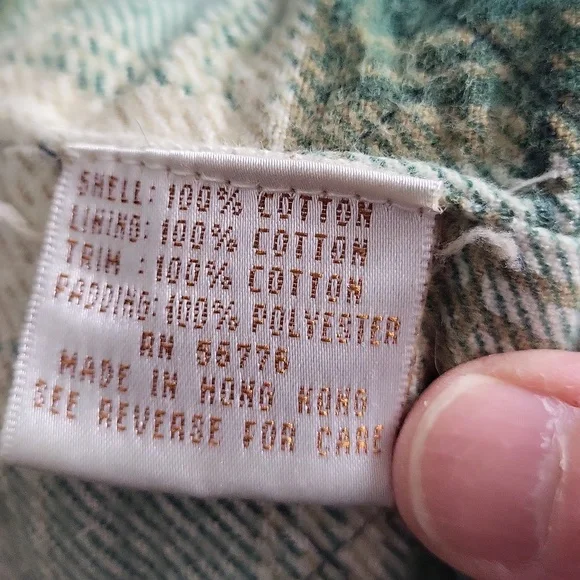 SHELL: 100% COTTON
LINING: 100% COTTON
TRIM : 100% COTTON
PADDING: 100% POLYESTER
RN 56776
MADE IN HONG KONG
SEE REVERSE FOR CARE